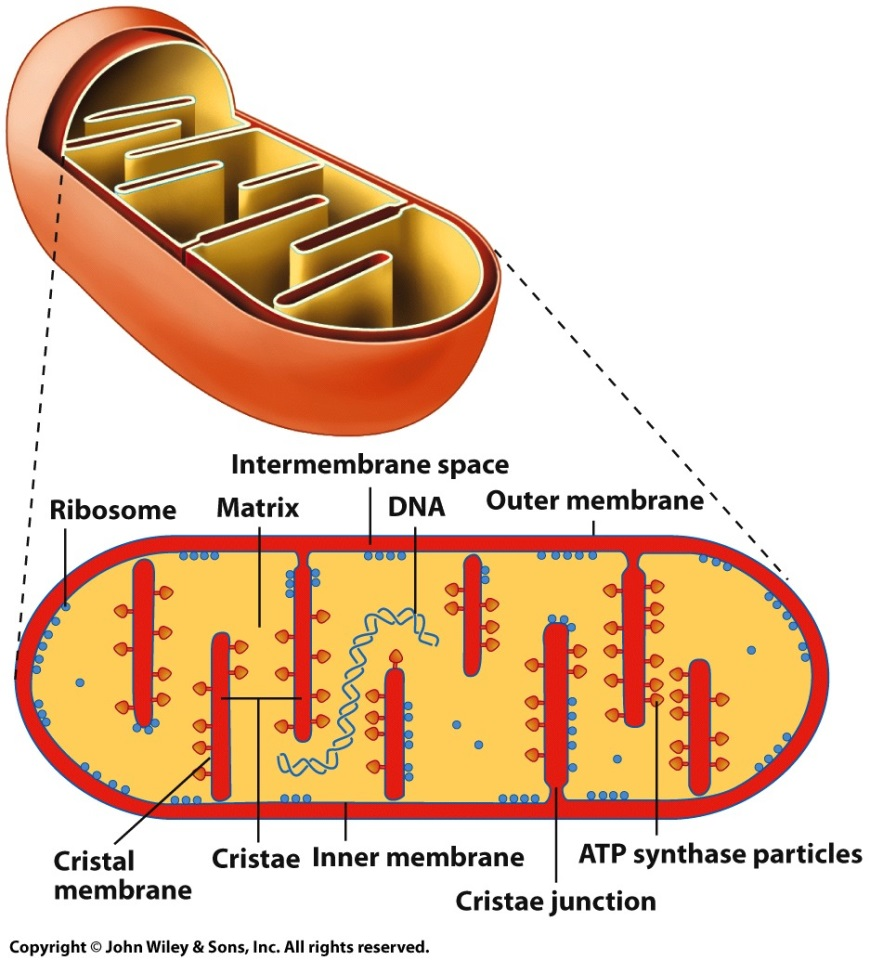 Intermembrane space
Ribosome
Matrix
DNA
Outer membrane
Cristal
membrane
Cristae
Inner membrane
ATP synthase particles
Cristae junction
Copyright © John Wiley & Sons, Inc. All rights reserved.